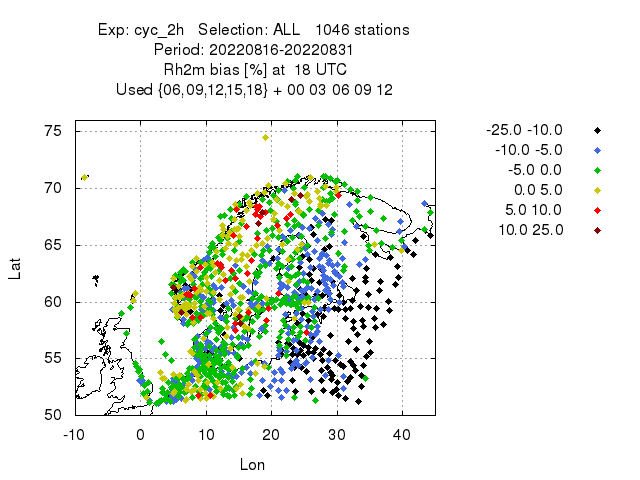 Exp: cyc_2h   Selection: ALL   1046 stations
Period: 20220816-20220831
Rh2m bias [%] at  18 UTC
Used {06,09,12,15,18} + 00 03 06 09 12
-25.0 -10.0
-10.0 -5.0
-5.0 0.0
0.0 5.0
5.0 10.0
10.0 25.0
75
70
65
60
55
50
Lat
-10 0 10 20 30 40
Lon